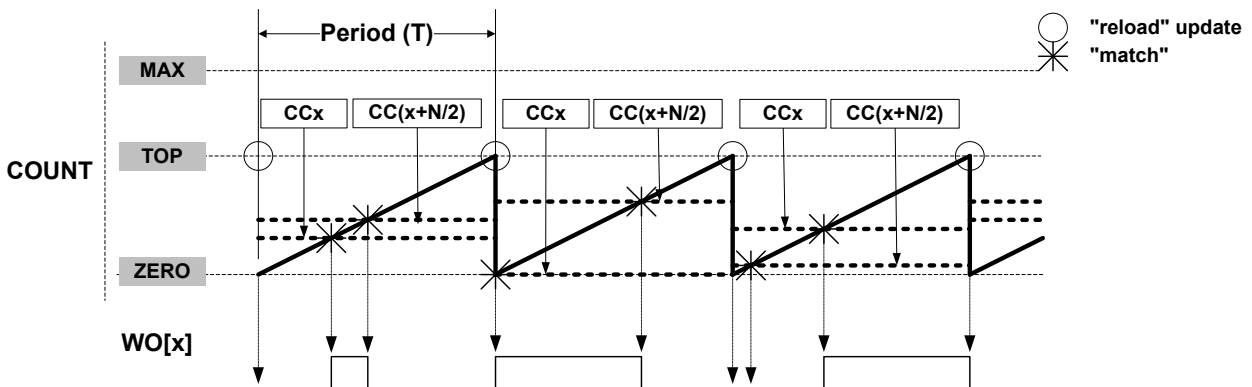 Period (T)
"reload" update
"match"
MAX
CCx
CC(x+N/2)
CCx
CC(x+N/2)
CCx
CC(x+N/2)
COUNT
TOP
ZERO
WO[x]